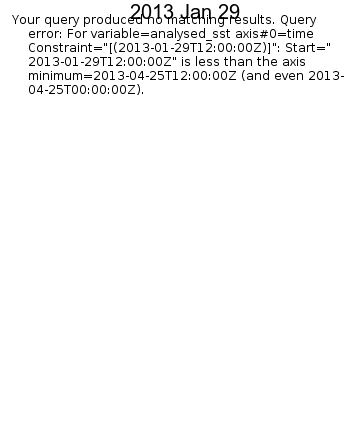 2013 Jan 29
Your query produced no matching results. Query
error: For variable=analysed_sst axis#0=time
Constraint="[(2013-01-29T12:00:00Z)]": Start="
2013-01-29T12:00:00Z" is less than the axis
minimum=2013-04-25T12:00:00Z (and even 2013-
04-25T00:00:00Z).